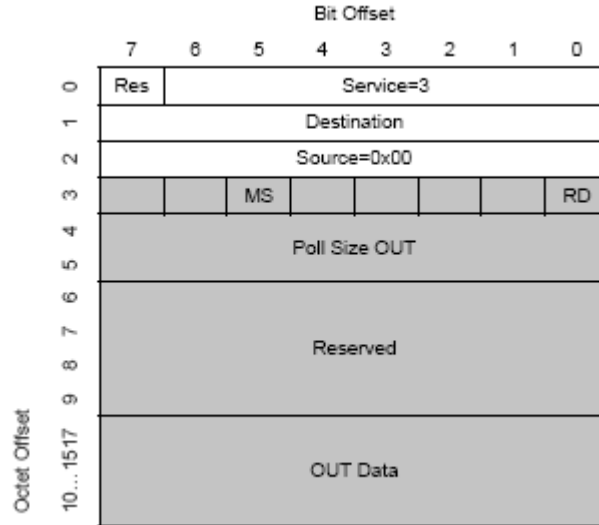 Bit Offset
7 6 5 4 3 2 1 0
0 Res Service=3
1 Destination
2 Source=0x00
3 MS RD
4
Poll Size OUT
5
6
7
Reserved
8
9
10...1517 OUT Data
Octet Offset